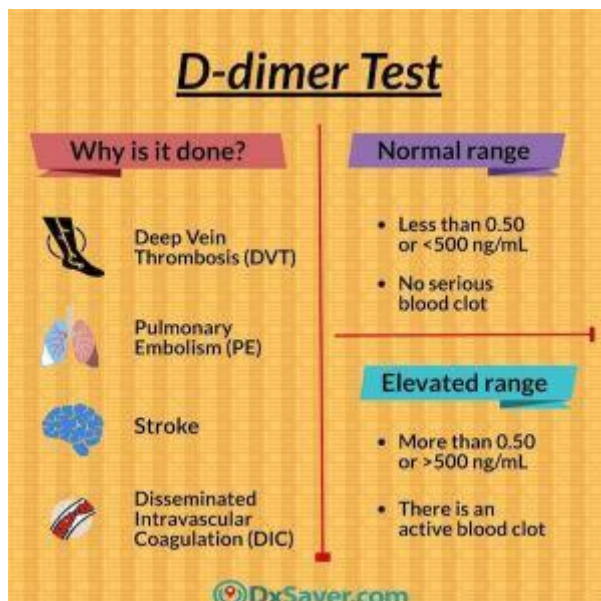 D-dimer Test
Why is it done?
Deep Vein
Thrombosis (DVT)
Pulmonary
Embolism (PE)
Stroke
Disseminated
Intravascular
Coagulation (DIC)
Normal range
• Less than 0.50
or <500 ng/mL
• No serious
blood clot
Elevated range
• More than 0.50
or >500 ng/mL
• There is an
active blood clot
DxSaver.com